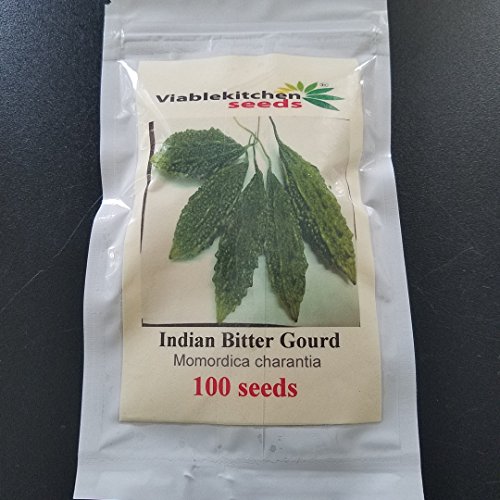 Viablekitchen
seeds
Indian Bitter Gourd
Momordica charantia
100 seeds